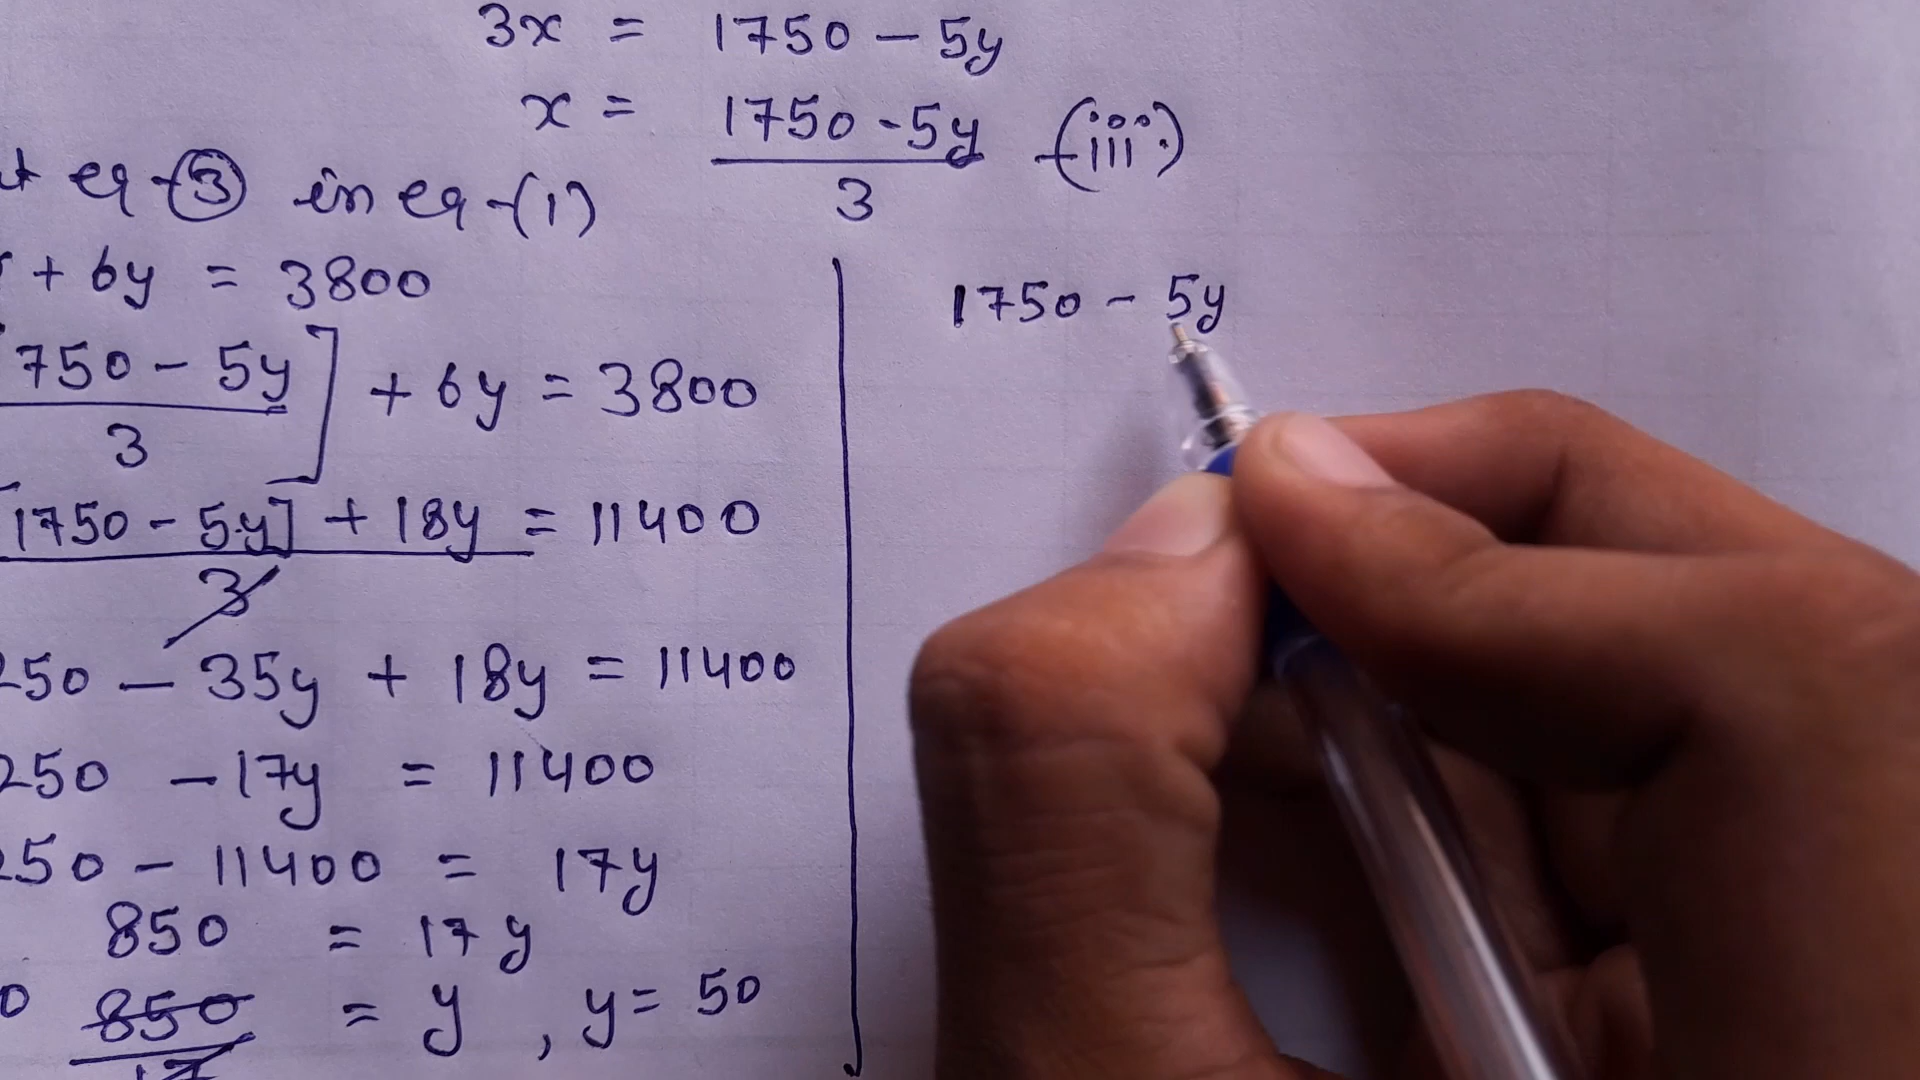 3x = 1750 - 5y
x = 1750 - 5y / 3 -(iii.)
eq-(3) in eq-(1)
+ 6y = 3800
750 - 5y / 3 ] + 6y = 3800
[1750 - 5y] + 18y / 3 = 11400
250 - 35y + 18y = 11400
250 - 17y = 11400
250 - 11400 = 17y
850 = 17y
0 850 / 17 = y , y = 50
1750 - 5y